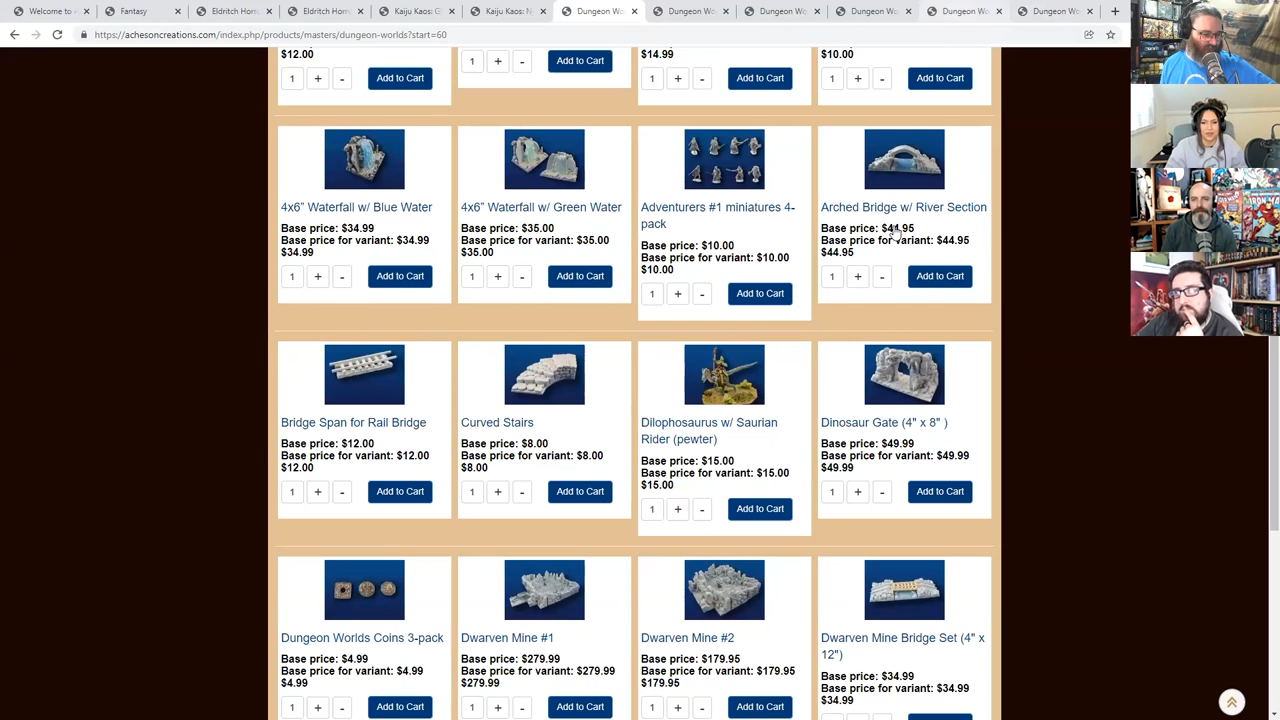 Welcome to A
Fantasy
Eldritch Horr
Eldritch Horr
Kaiju Kaos: G
Kaiju Kaos: N
Dungeon Wo
Dungeon Wo
Dungeon Wo
Dungeon Wo
Dungeon Wo
Dungeon Wo
https://achesoncreations.com/index.php/products/masters/dungeon-worlds?start=60
$12.00
$14.99
$10.00
1 + - Add to Cart
1 + - Add to Cart
1 + - Add to Cart
1 + - Add to Cart
4x6" Waterfall w/ Blue Water
Base price: $34.99
Base price for variant: $34.99
$34.99
1 + - Add to Cart
4x6" Waterfall w/ Green Water
Base price: $35.00
Base price for variant: $35.00
$35.00
1 + - Add to Cart
Adventurers #1 miniatures 4-
pack
Base price: $10.00
Base price for variant: $10.00
$10.00
1 + - Add to Cart
Arched Bridge w/ River Section
Base price: $44.95
Base price for variant: $44.95
$44.95
1 + - Add to Cart
Bridge Span for Rail Bridge
Base price: $12.00
Base price for variant: $12.00
$12.00
1 + - Add to Cart
Curved Stairs
Base price: $8.00
Base price for variant: $8.00
$8.00
1 + - Add to Cart
Dilophosaurus w/ Saurian
Rider (pewter)
Base price: $15.00
Base price for variant: $15.00
$15.00
1 + - Add to Cart
Dinosaur Gate (4" x 8" )
Base price: $49.99
Base price for variant: $49.99
$49.99
1 + - Add to Cart
Dungeon Worlds Coins 3-pack
Base price: $4.99
Base price for variant: $4.99
$4.99
1 + - Add to Cart
Dwarven Mine #1
Base price: $279.99
Base price for variant: $279.99
$279.99
1 + - Add to Cart
Dwarven Mine #2
Base price: $179.95
Base price for variant: $179.95
$179.95
1 + - Add to Cart
Dwarven Mine Bridge Set (4" x
12")
Base price: $34.99
Base price for variant: $34.99
$34.99